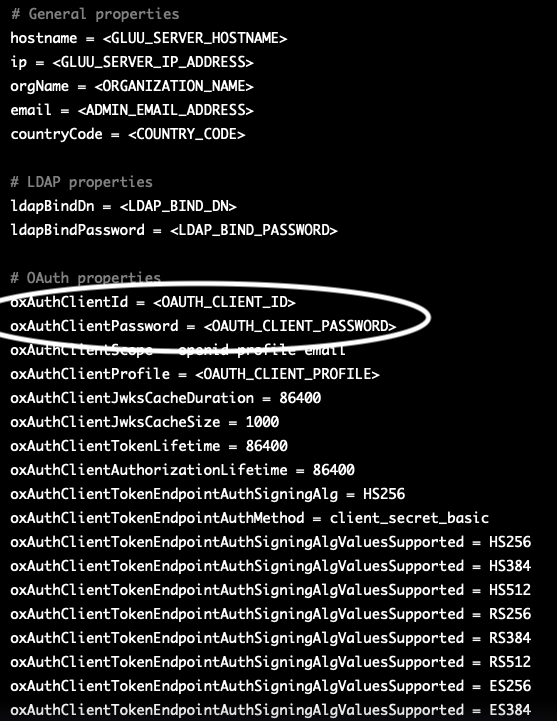 # General properties
hostname = <GLUU_SERVER_HOSTNAME>
ip = <GLUU_SERVER_IP_ADDRESS>
orgName = <ORGANIZATION_NAME>
email = <ADMIN_EMAIL_ADDRESS>
countryCode = <COUNTRY_CODE>
# LDAP properties
ldapBindDn = <LDAP_BIND_DN>
ldapBindPassword = <LDAP_BIND_PASSWORD>
# OAuth properties
oxAuthClientId = <OAUTH_CLIENT_ID>
oxAuthClientPassword = <OAUTH_CLIENT_PASSWORD>
oxAuthClientScope = openid profile email
oxAuthClientProfile = <OAUTH_CLIENT_PROFILE>
oxAuthClientJwksCacheDuration = 86400
oxAuthClientJwksCacheSize = 1000
oxAuthClientTokenLifetime = 86400
oxAuthClientAuthorizationLifetime = 86400
oxAuthClientTokenEndpointAuthSigningAlg = HS256
oxAuthClientTokenEndpointAuthMethod = client_secret_basic
oxAuthClientTokenEndpointAuthSigningAlgValuesSupported = HS256
oxAuthClientTokenEndpointAuthSigningAlgValuesSupported = HS384
oxAuthClientTokenEndpointAuthSigningAlgValuesSupported = HS512
oxAuthClientTokenEndpointAuthSigningAlgValuesSupported = RS256
oxAuthClientTokenEndpointAuthSigningAlgValuesSupported = RS384
oxAuthClientTokenEndpointAuthSigningAlgValuesSupported = RS512
oxAuthClientTokenEndpointAuthSigningAlgValuesSupported = ES256
oxAuthClientTokenEndpointAuthSigningAlgValuesSupported = ES384